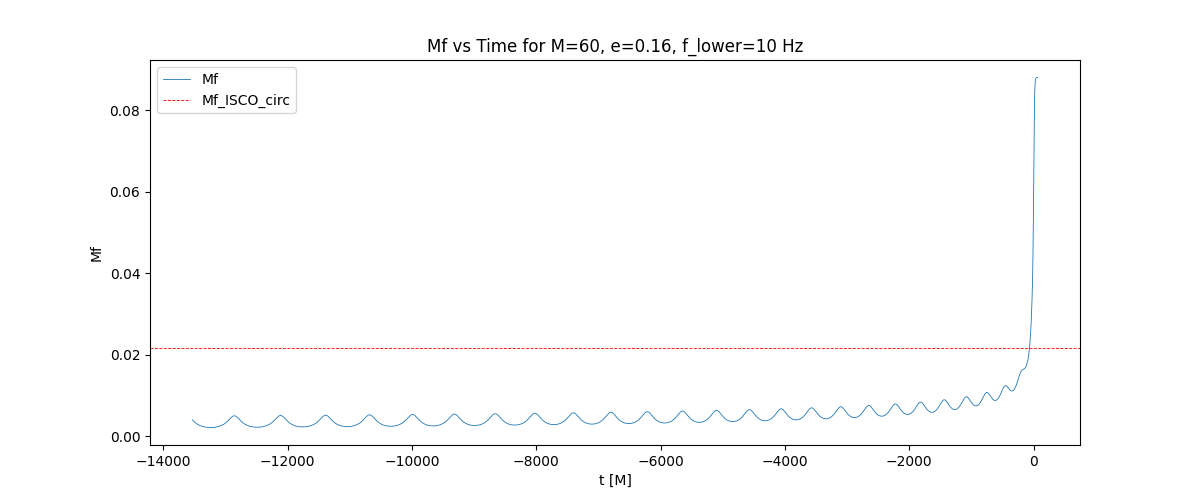 Mf vs Time for M=60, e=0.16, f_lower=10 Hz
Mf
Mf_ISCO_circ
0.08
0.06
0.04
0.02
0.00
Mf
−14000 −12000 −10000 −8000 −6000 −4000 −2000 0
t [M]